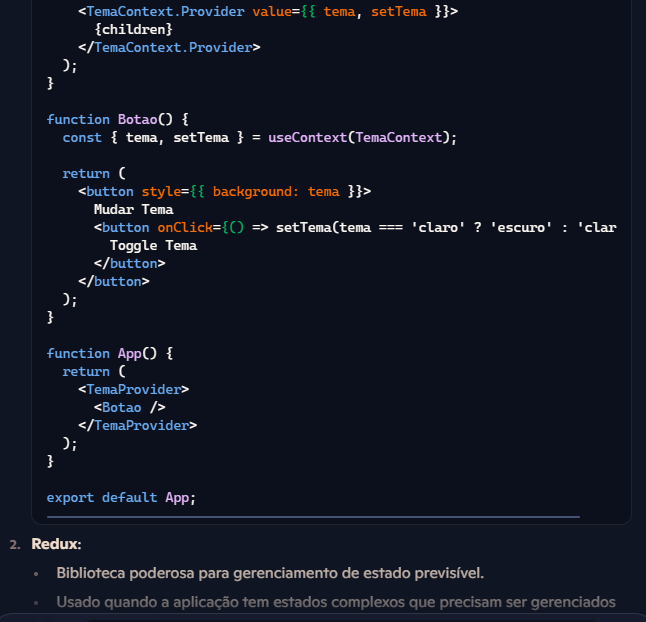 <TemaContext.Provider value={{ tema, setTema }}>
{children}
</TemaContext.Provider>
);
}
function Botao() {
const { tema, setTema } = useContext(TemaContext);
return (
<button style={{ background: tema }}>
Mudar Tema
<button onClick={() => setTema(tema === 'claro' ? 'escuro' : 'clar
Toggle Tema
</button>
</button>
);
}
function App() {
return (
<TemaProvider>
<Botao />
</TemaProvider>
);
}
export default App;
2. Redux:
• Biblioteca poderosa para gerenciamento de estado previsível.
• Usado quando a aplicação tem estados complexos que precisam ser gerenciados